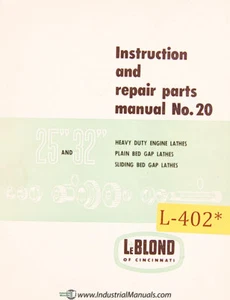 Instruction
and
repair parts
manual No. 20
25" AND 32"
HEAVY DUTY ENGINE LATHES
PLAIN BED GAP LATHES
SLIDING BED GAP LATHES
L-402*
LEBLOND
OF CINCINNATI
www.IndustrialManuals.com